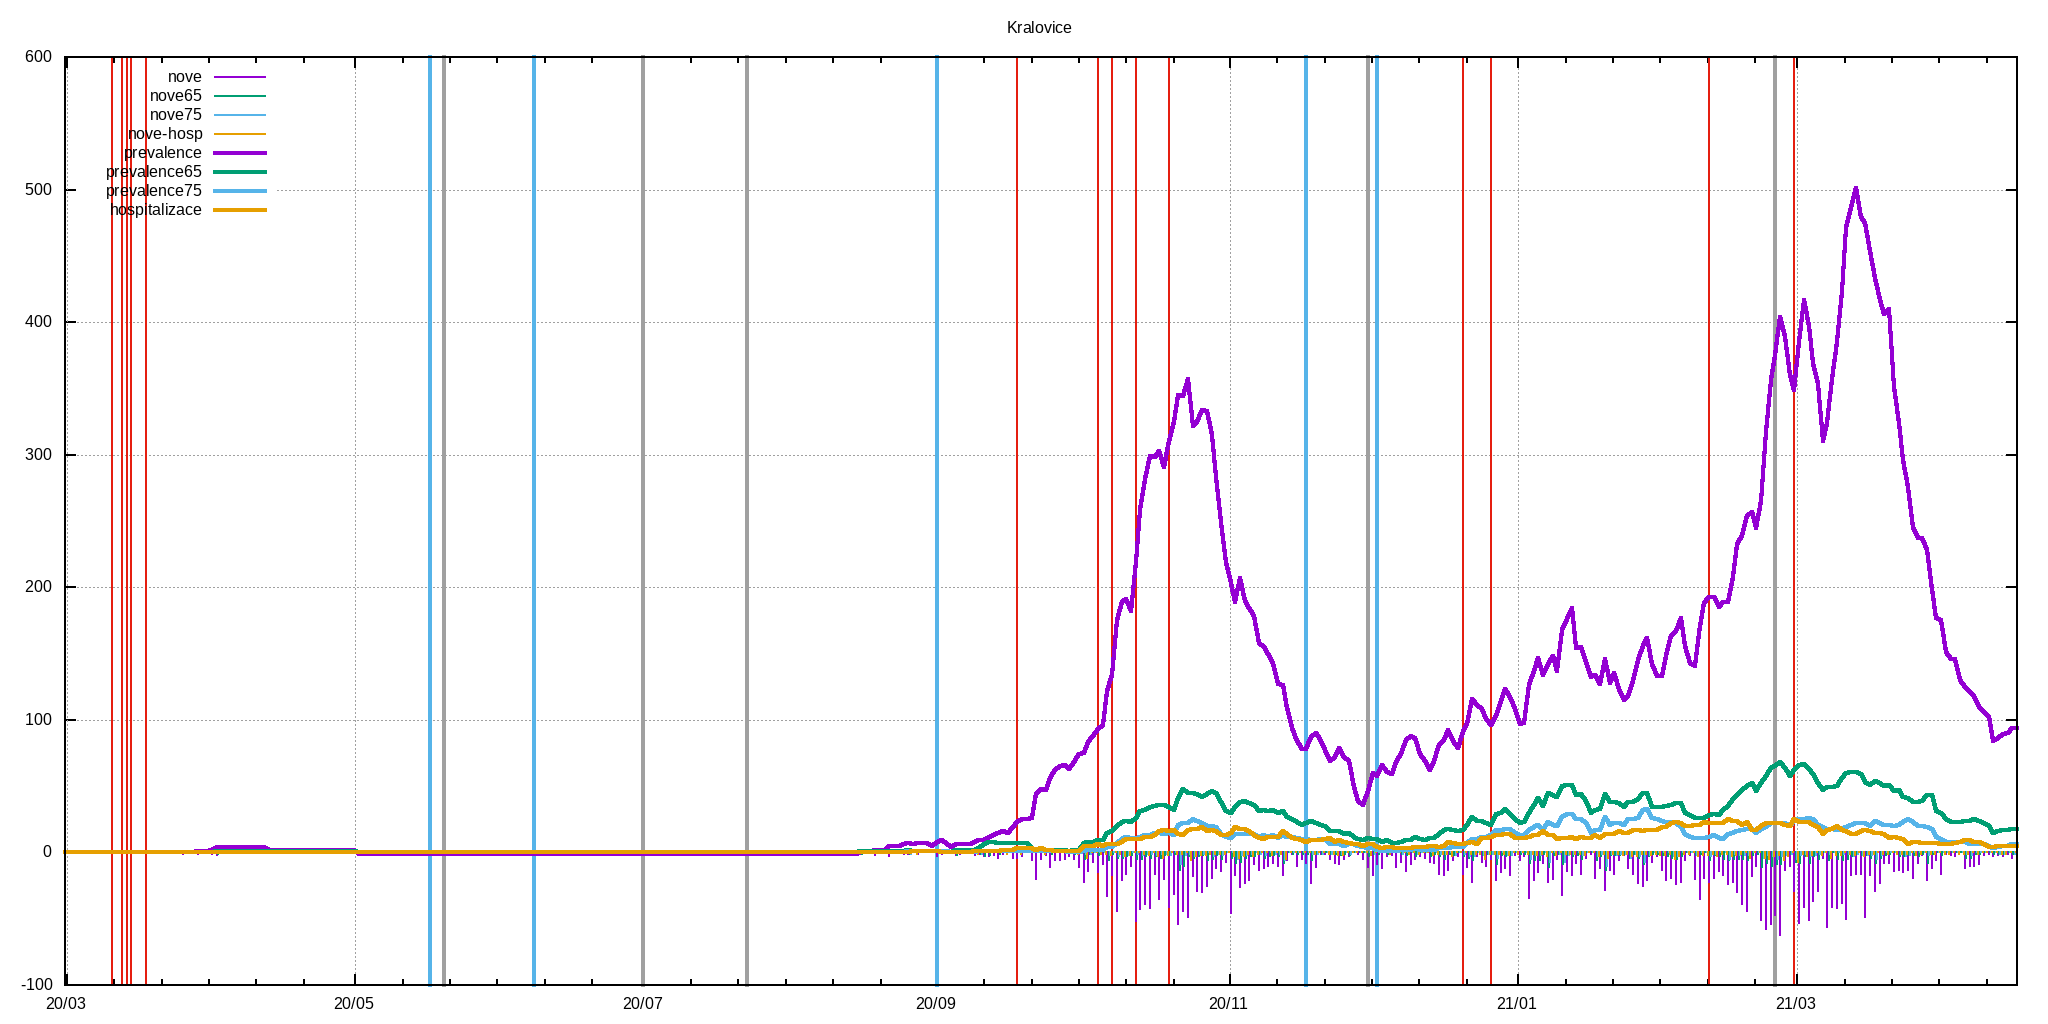 Kralovice
600
500
400
300
200
100
0
-100
nove
nove65
nove75
nove-hosp
prevalence
prevalence65
prevalence75
hospitalizace
20/03 20/05 20/07 20/09 20/11 21/01 21/03